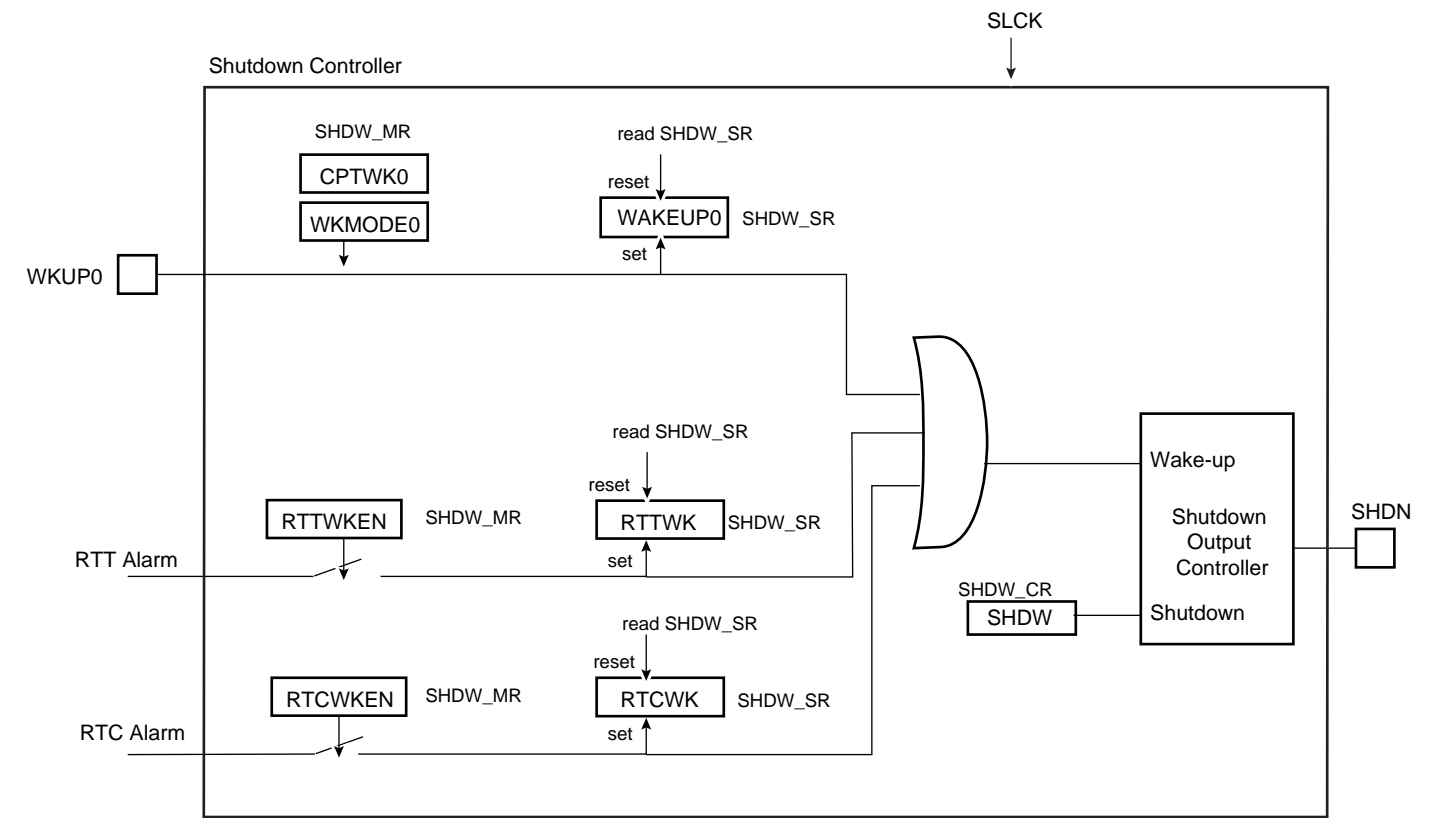 SLCK
Shutdown Controller
SHDW_MR
CPTWK0
WKMODE0
read SHDW_SR
reset
WAKEUP0
SHDW_SR
set
WKUP0
read SHDW_SR
reset
RTTWKEN
SHDW_MR
RTTWK
SHDW_SR
set
RTT Alarm
read SHDW_SR
reset
RTCWKEN
SHDW_MR
RTCWK
SHDW_SR
set
RTC Alarm
Wake-up
Shutdown
Output
Controller
SHDW_CR
SHDW
Shutdown
SHDN